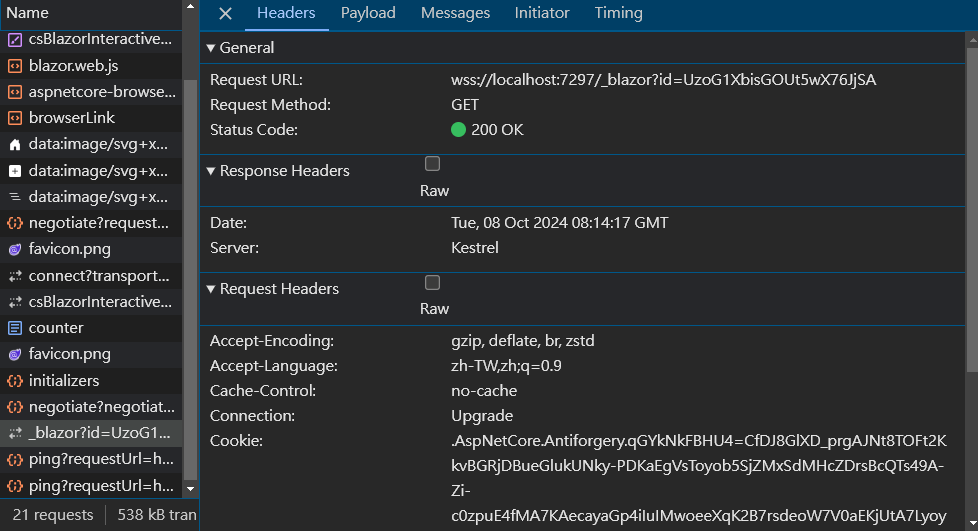 Name
csBlazorInteractive...
blazor.web.js
aspnetcore-browse...
browserLink
data:image/svg+x...
data:image/svg+x...
data:image/svg+x...
negotiate?request...
favicon.png
connect?transport...
csBlazorInteractive...
counter
favicon.png
initializers
negotiate?negotiat...
_blazor?id=UzoG1...
ping?requestUrl=h...
ping?requestUrl=h...
21 requests 538 kB tran
Headers Payload Messages Initiator Timing
General
Request URL: wss://localhost:7297/_blazor?id=UzoG1XbisGOUt5wX76JjSA
Request Method: GET
Status Code: 200 OK
Response Headers
Raw
Date: Tue, 08 Oct 2024 08:14:17 GMT
Server: Kestrel
Request Headers
Raw
Accept-Encoding: gzip, deflate, br, zstd
Accept-Language: zh-TW,zh;q=0.9
Cache-Control: no-cache
Connection: Upgrade
Cookie: .AspNetCore.Antiforgery.qGYkNkFBHU4=CfDJ8GlXD_prgAJNt8TOFt2K
kvBGRjDBueGlukUNky-PDKaEgVsToyob5SjZMxSdMHcZDrsBcQTs49A-
Zi-
c0zpuE4fMA7KAecayaGp4iluIMwoeeXqK2B7rsdeoW7V0aEKjUtA7Lyoy